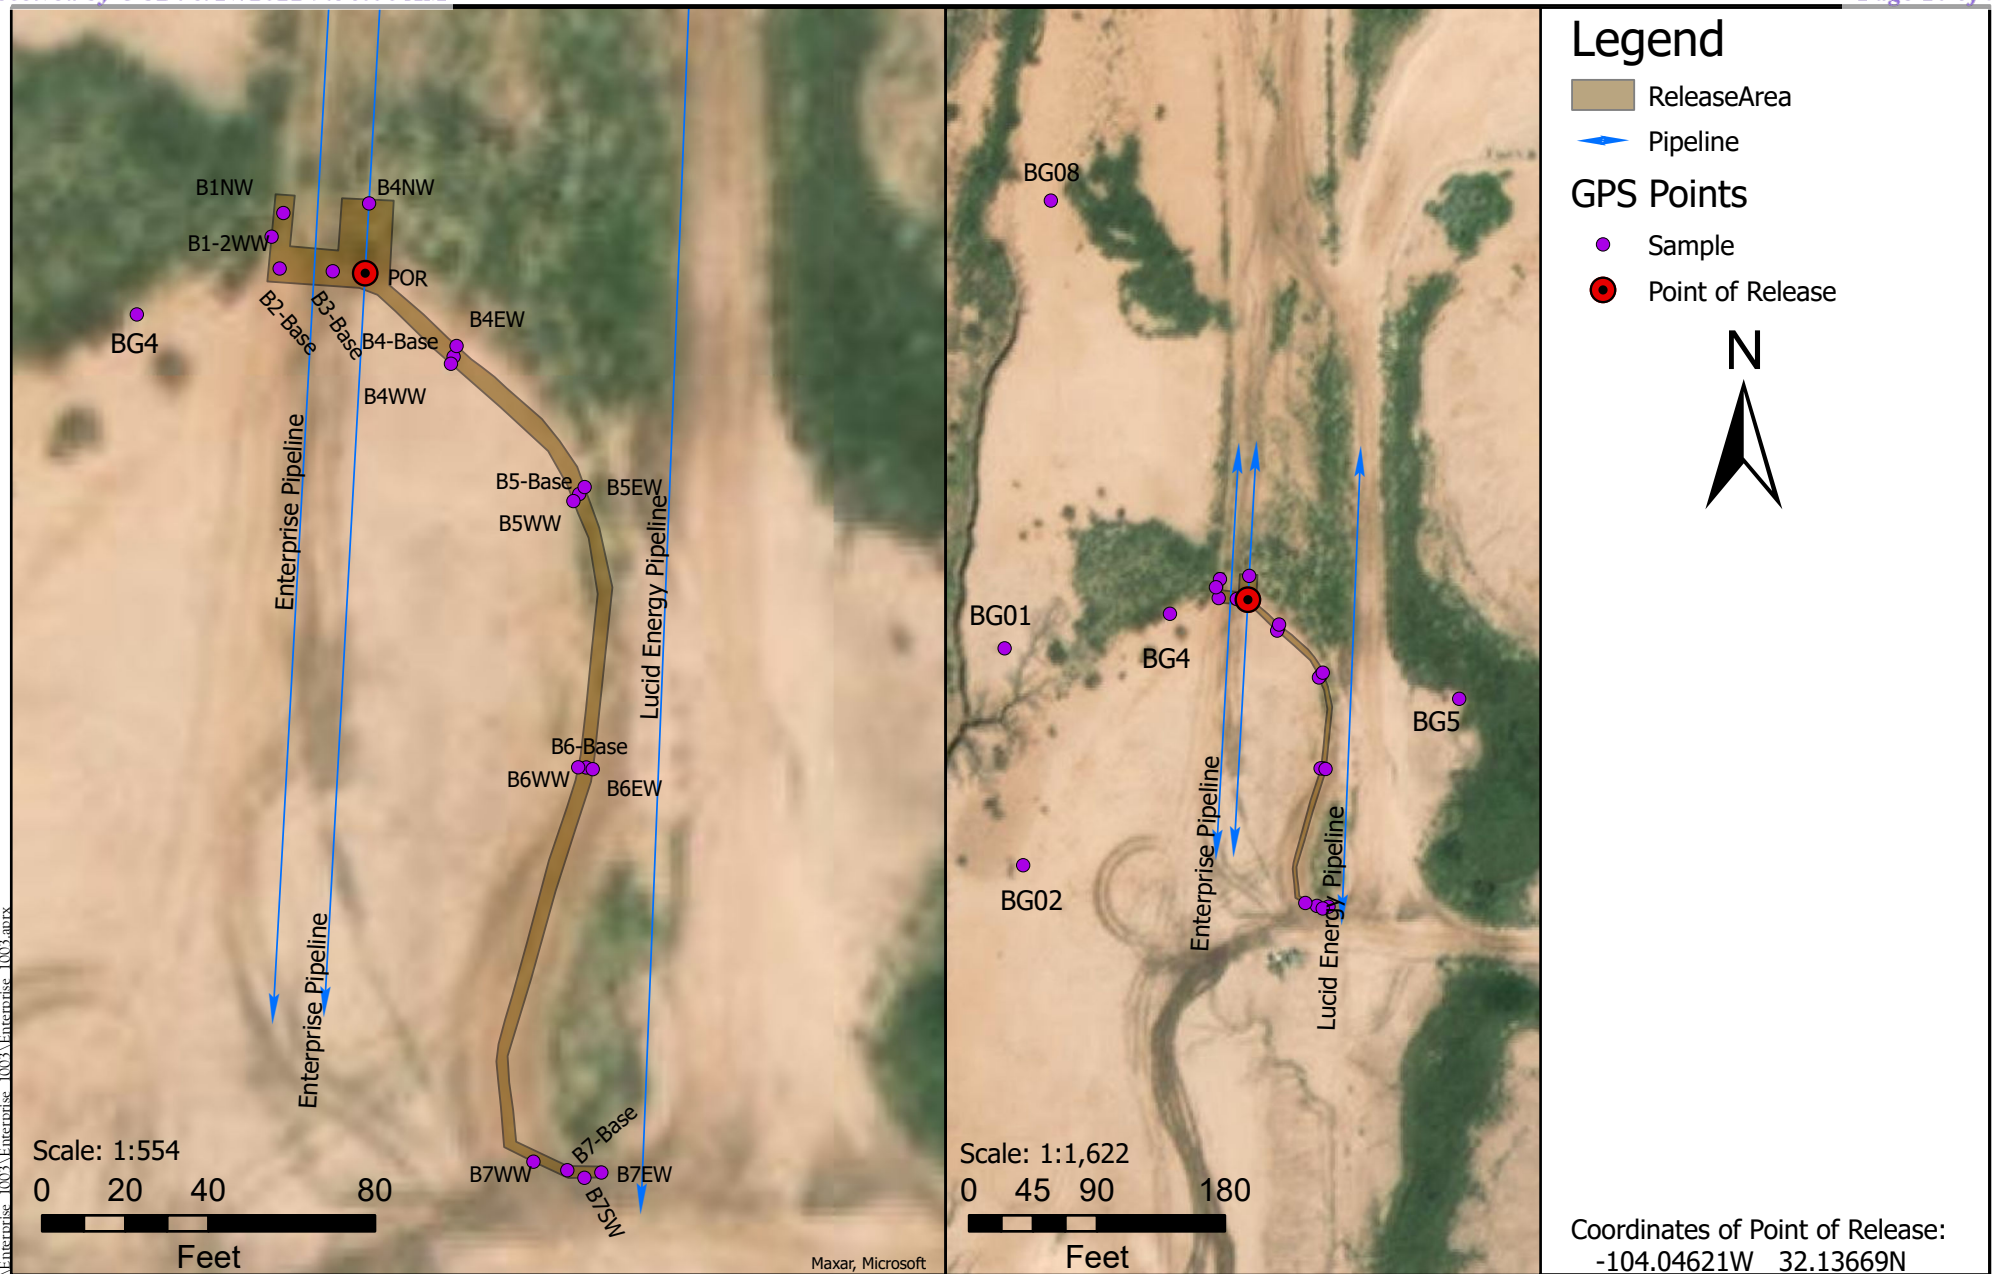 B1NW
B4NW
B1-2WW
POR
B2-Base
B3-Base
BG4
B4EW
B4-Base
B4WW
Enterprise Pipeline
B5-Base
B5EW
B5WW
Lucid Energy Pipeline
B6-Base
B6WW
B6EW
Enterprise Pipeline
B7-Base
B7WW
B7EW
B7SW
Scale: 1:554
0 20 40 80
Feet
Maxar, Microsoft
BG08
BG01
BG4
BG5
BG02
Enterprise Pipeline
Lucid Energy Pipeline
Scale: 1:1,622
0 45 90 180
Feet
Legend
ReleaseArea
Pipeline
GPS Points
Sample
Point of Release
N
Coordinates of Point of Release:
-104.04621W 32.13669N
\Enterprise_1003\Enterprise_1003\Enterprise_1003.aprx